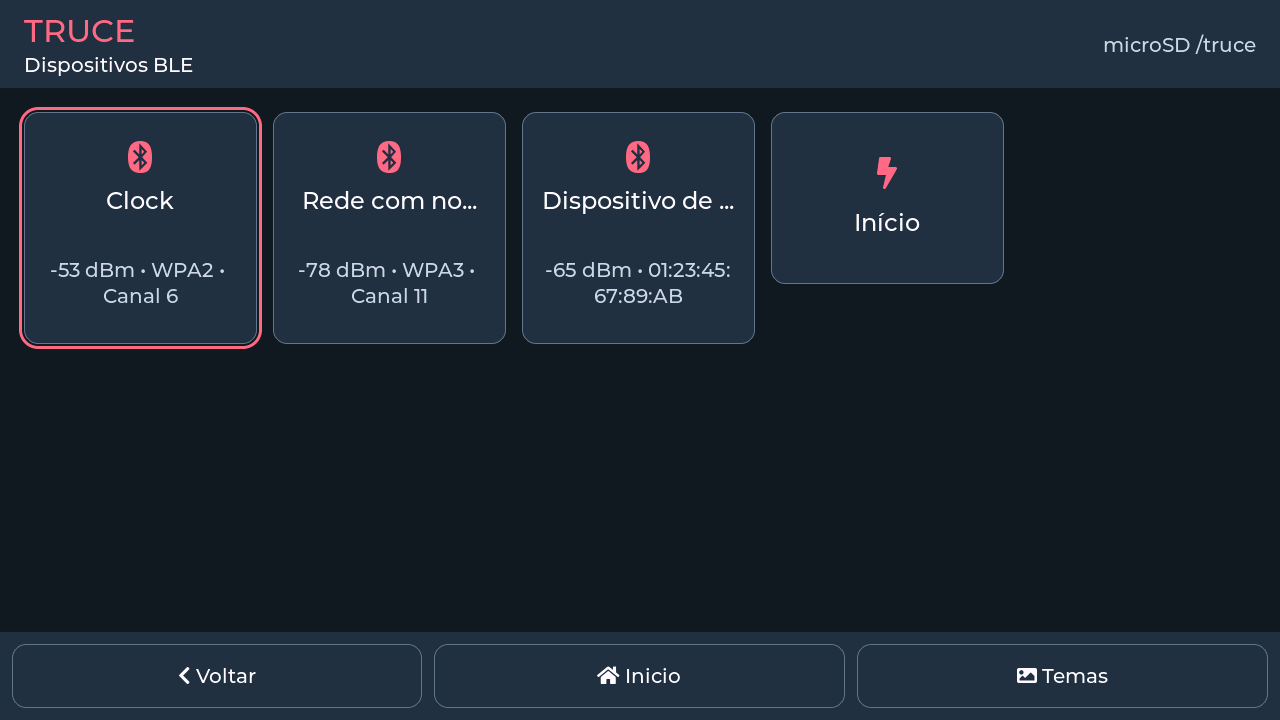 TRUCE
Dispositivos BLE
microSD /truce
Clock
-53 dBm • WPA2 •
Canal 6
Rede com no...
-78 dBm • WPA3 •
Canal 11
Dispositivo de ...
-65 dBm • 01:23:45:
67:89:AB
Início
Voltar
Inicio
Temas